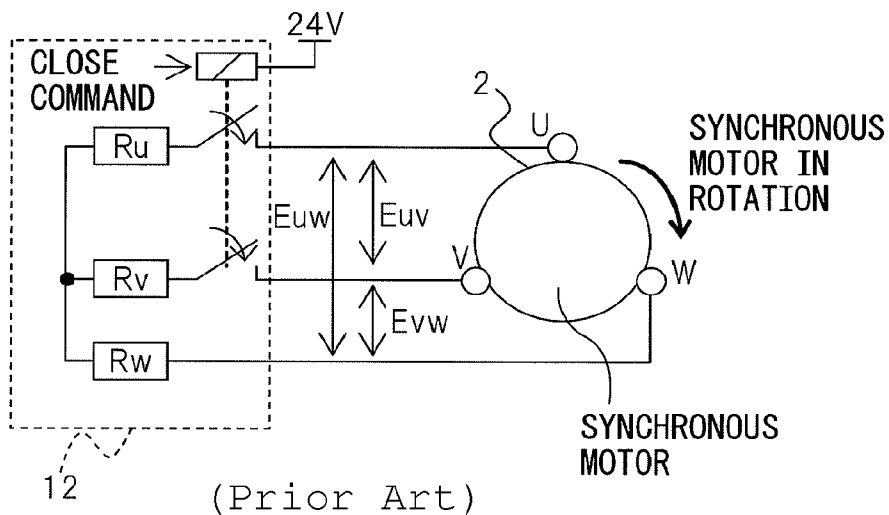 24V
CLOSE
COMMAND
2
U
SYNCHRONOUS
MOTOR IN
ROTATION
Ru
Euw
Euv
V
W
Rv
Evw
Rw
SYNCHRONOUS
MOTOR
12
(Prior Art)